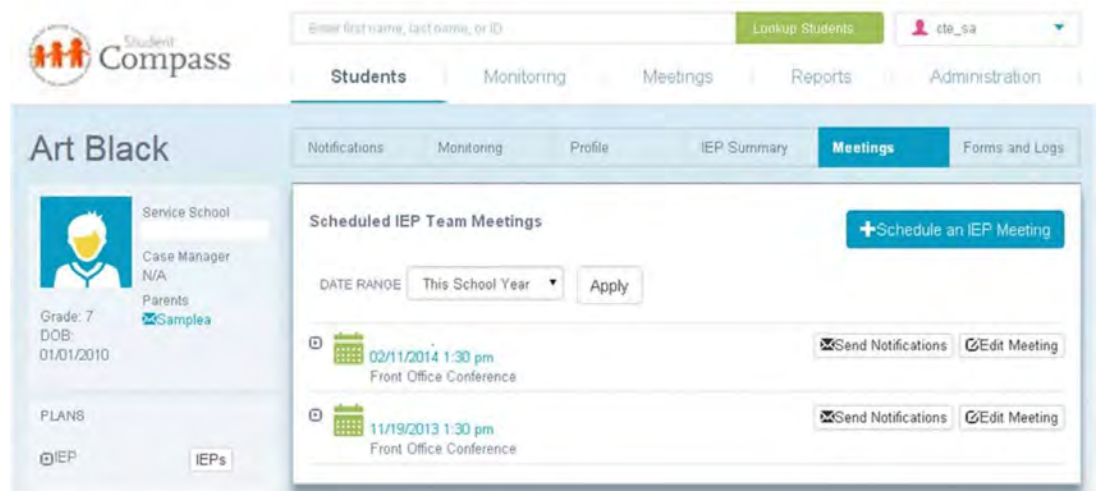 Student
Compass
Enter first name, last name, or ID
Lookup Students
cte_sa
Students Monitoring Meetings Reports Administration
Art Black
Notifications Monitoring Profile IEP Summary Meetings Forms and Logs
Service School
Case Manager
N/A
Parents
Samplea
Grade: 7
DOB:
01/01/2010
PLANS
IEP IEPs
Scheduled IEP Team Meetings
Schedule an IEP Meeting
DATE RANGE This School Year Apply
02/11/2014 1:30 pm
Front Office Conference
Send Notifications Edit Meeting
11/19/2013 1:30 pm
Front Office Conference
Send Notifications Edit Meeting